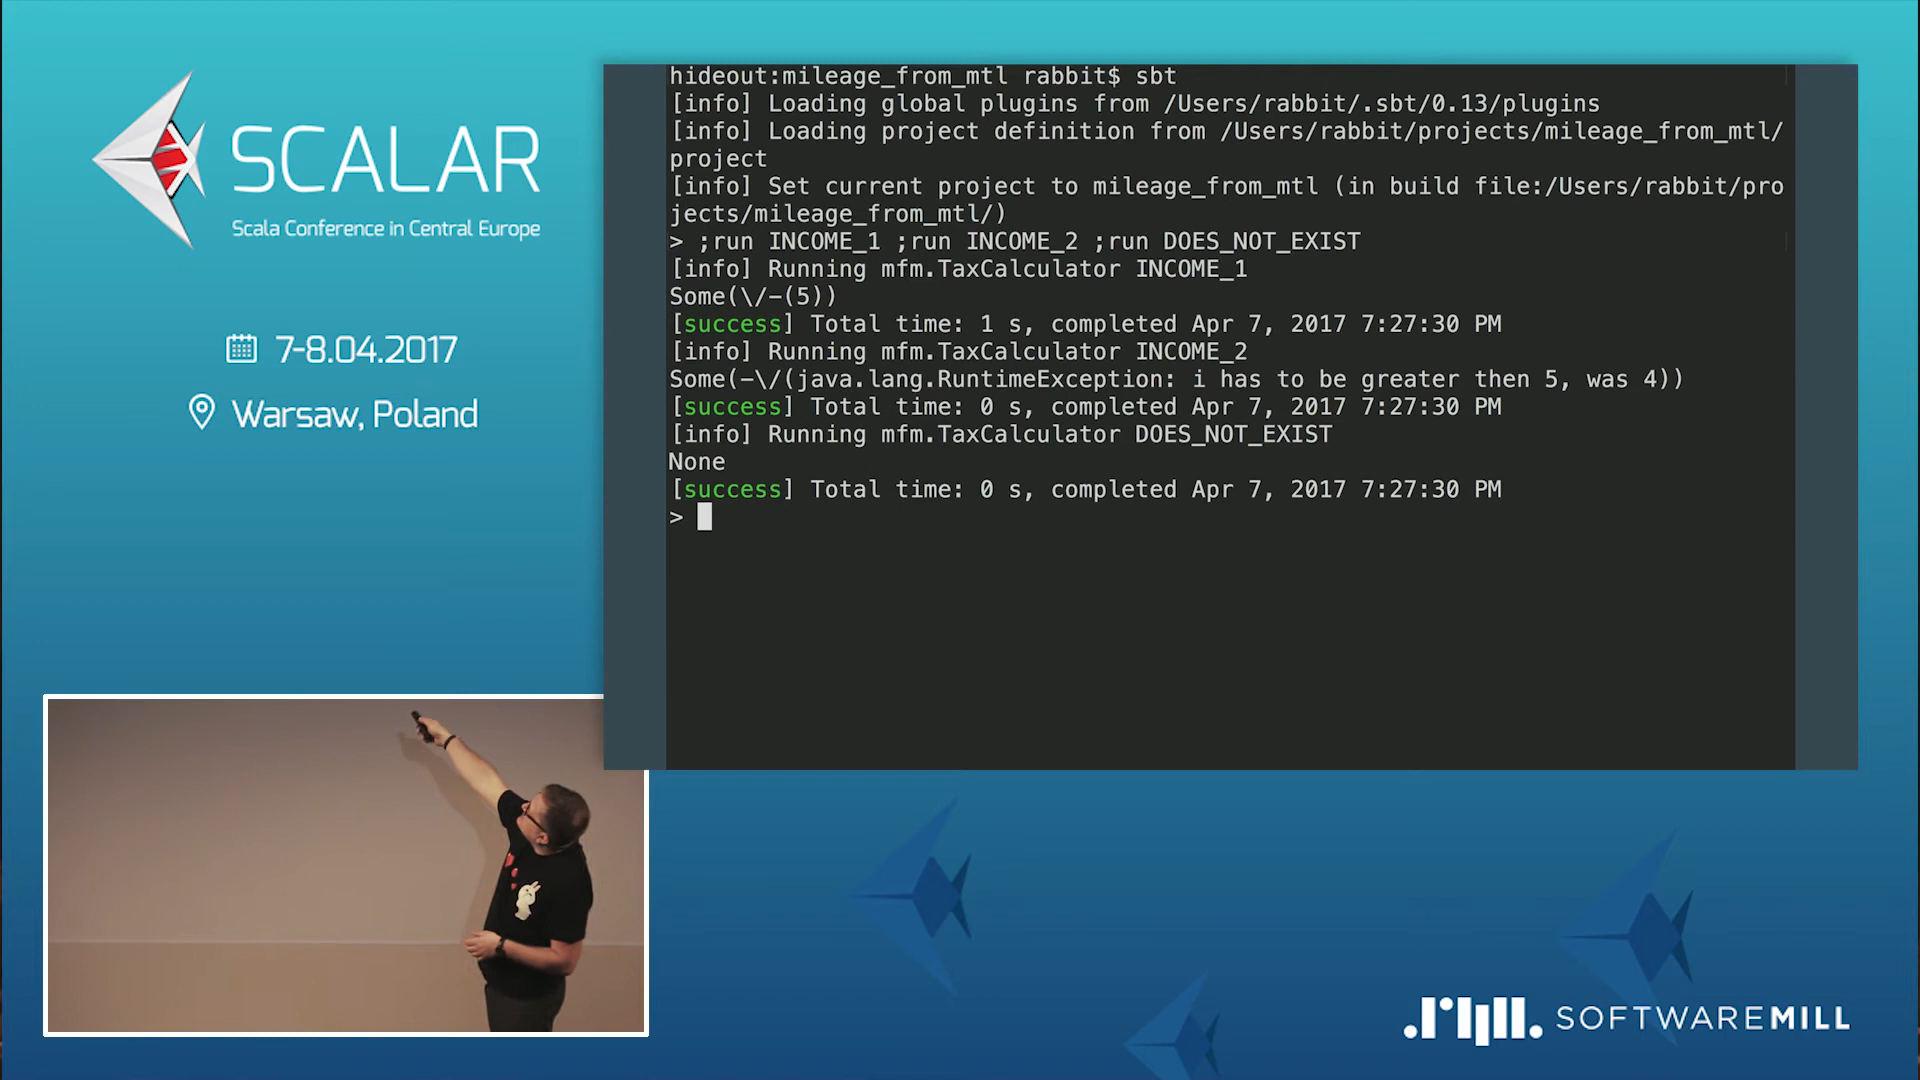 SCALAR
Scala Conference in Central Europe
7-8.04.2017
Warsaw, Poland
hideout:mileage_from_mtl rabbit$ sbt
[info] Loading global plugins from /Users/rabbit/.sbt/0.13/plugins
[info] Loading project definition from /Users/rabbit/projects/mileage_from_mtl/
project
[info] Set current project to mileage_from_mtl (in build file:/Users/rabbit/pro
jects/mileage_from_mtl/)
> ;run INCOME_1 ;run INCOME_2 ;run DOES_NOT_EXIST
[info] Running mfm.TaxCalculator INCOME_1
Some(\/-(5))
[success] Total time: 1 s, completed Apr 7, 2017 7:27:30 PM
[info] Running mfm.TaxCalculator INCOME_2
Some(-\/(java.lang.RuntimeException: i has to be greater then 5, was 4))
[success] Total time: 0 s, completed Apr 7, 2017 7:27:30 PM
[info] Running mfm.TaxCalculator DOES_NOT_EXIST
None
[success] Total time: 0 s, completed Apr 7, 2017 7:27:30 PM
>
SOFTWAREMILL